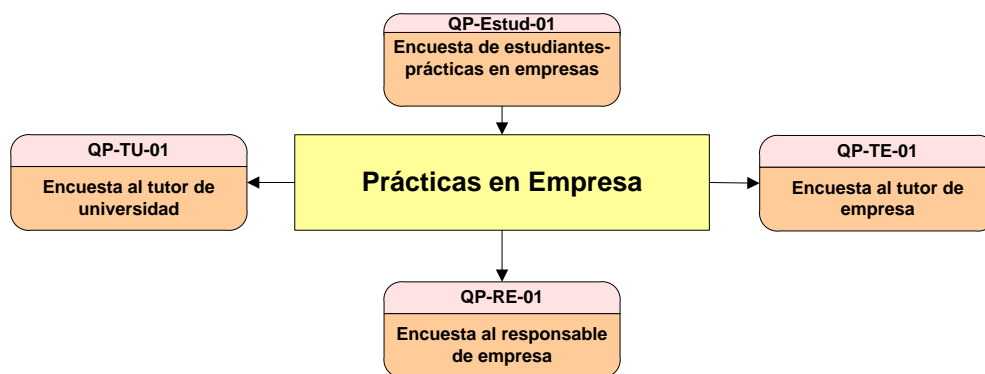 QP-Estud-01
Encuesta de estudiantes-
prácticas en empresas
QP-TU-01
Encuesta al tutor de
universidad
Prácticas en Empresa
QP-TE-01
Encuesta al tutor de
empresa
QP-RE-01
Encuesta al responsable
de empresa